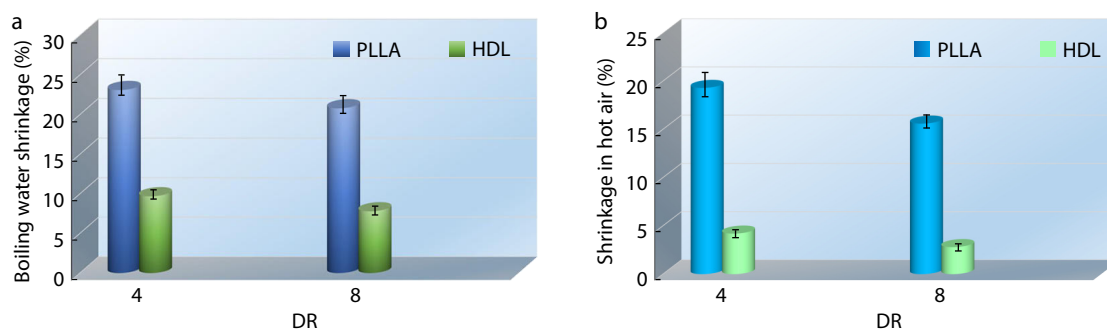 a
Boiling water shrinkage (%)
30
25
20
15
10
5
0
PLLA
HDL
4
8
DR
b
Shrinkage in hot air (%)
25
20
15
10
5
0
PLLA
HDL
4
8
DR